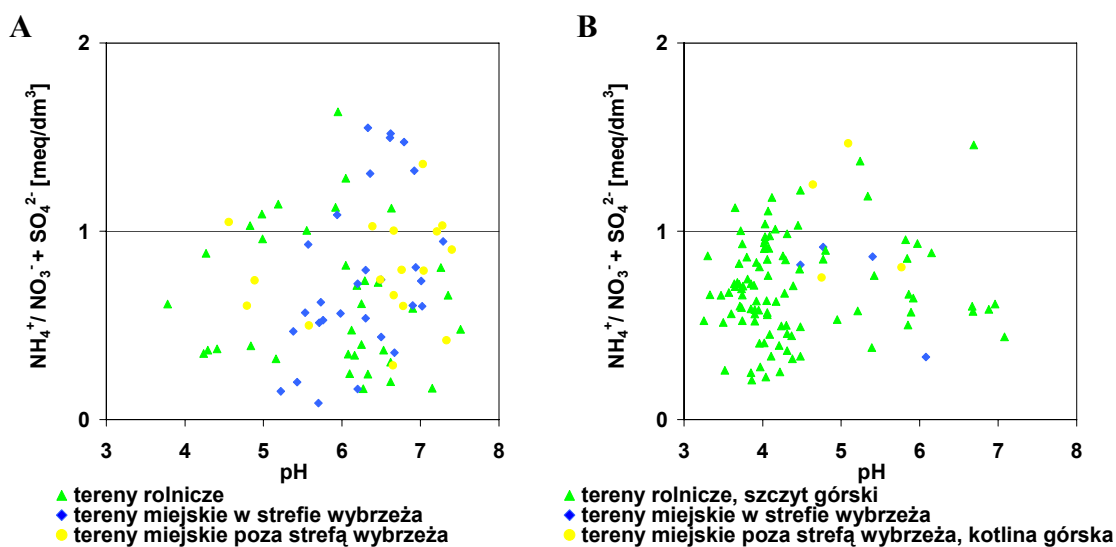 A
2
1
0
NH₄⁺/ NO₃⁻ + SO₄²⁻ [meq/dm³]
3 4 5 6 7 8
pH
tereny rolnicze
tereny miejskie w strefie wybrzeża
tereny miejskie poza strefą wybrzeża
B
2
1
0
NH₄⁺/ NO₃⁻ + SO₄²⁻ [meq/dm³]
3 4 5 6 7 8
pH
tereny rolnicze, szczyt górski
tereny miejskie w strefie wybrzeża
tereny miejskie poza strefą wybrzeża, kotlina górska